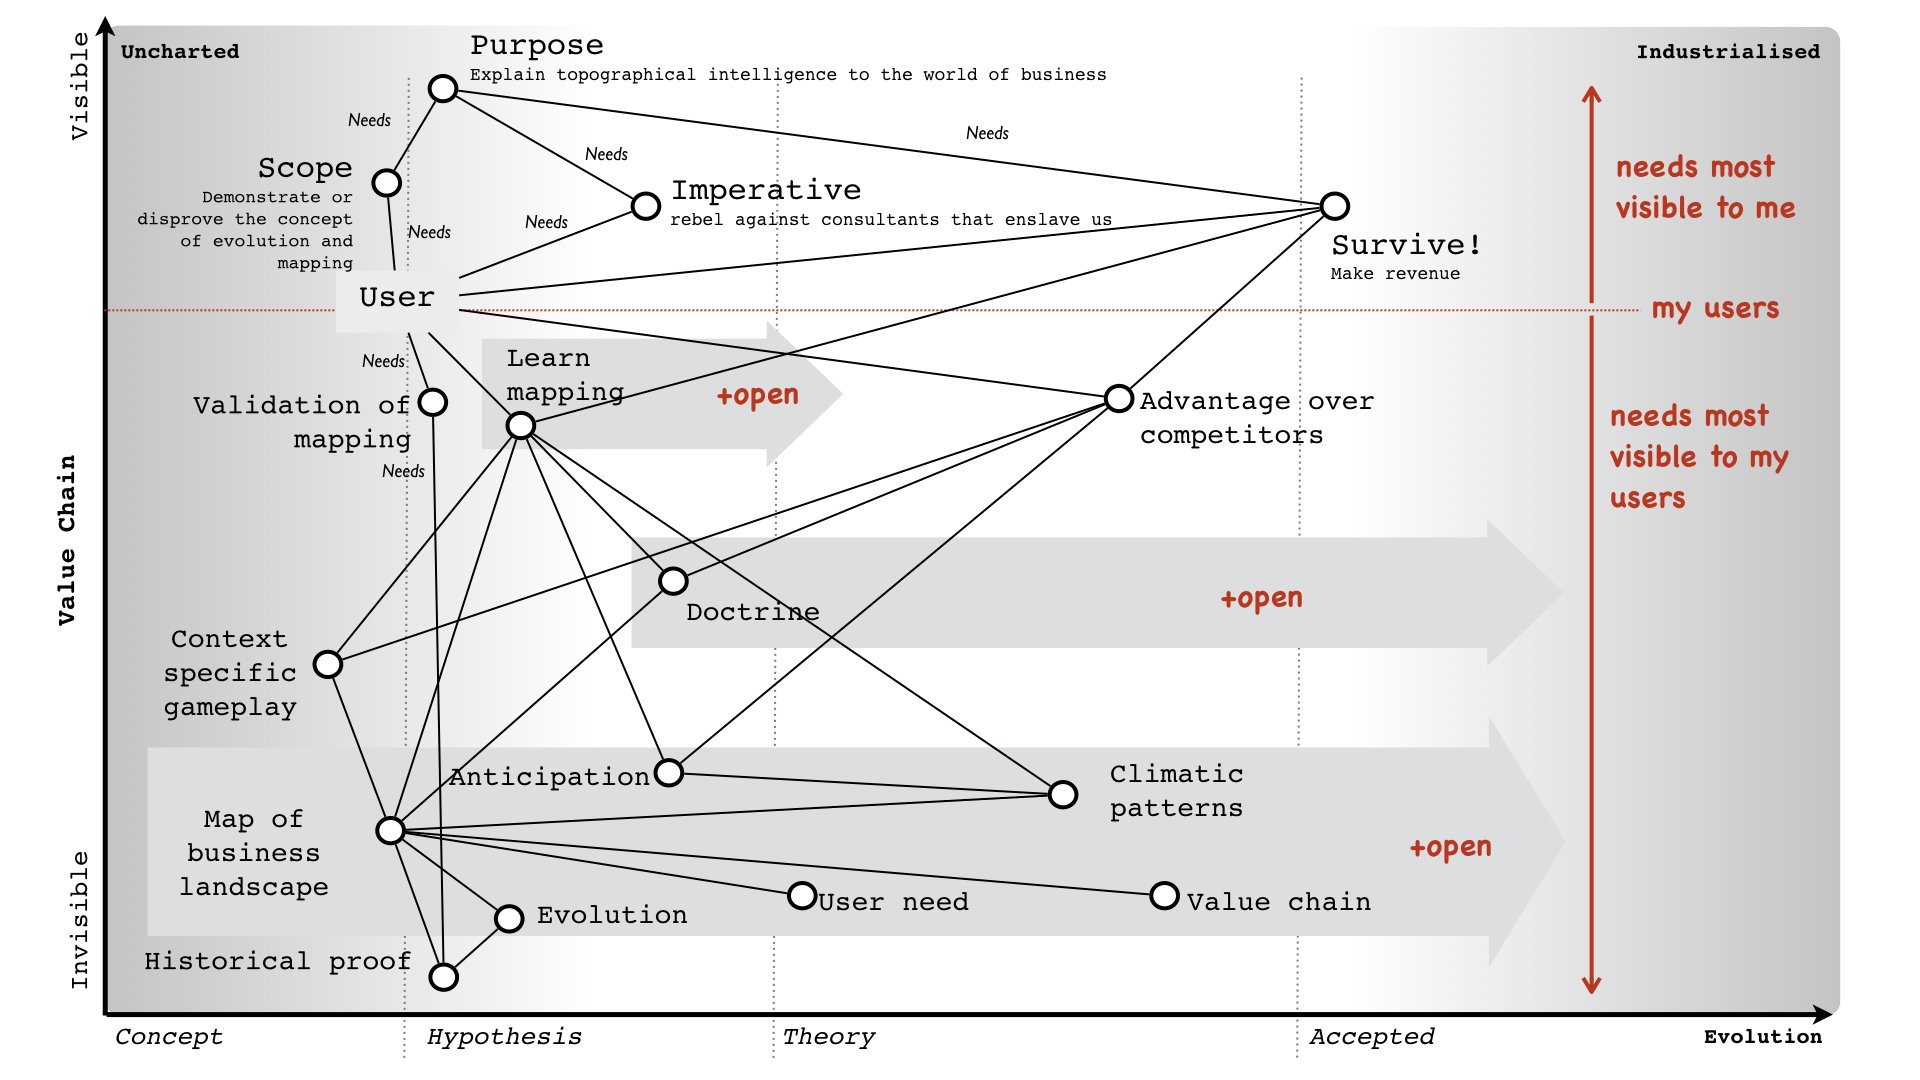 Visible
Uncharted
Purpose
Explain topographical intelligence to the world of business
Industrialised
Needs
Needs
Needs
Scope
Demonstrate or
disprove the concept
of evolution and
mapping
Imperative
rebel against consultants that enslave us
needs most
visible to me
Needs
Needs
Survive!
Make revenue
User
my users
Needs
Learn
mapping
+open
Validation of
mapping
Advantage over
competitors
needs most
visible to my
users
Needs
Value Chain
+open
Doctrine
Context
specific
gameplay
Anticipation
Climatic
patterns
Map of
business
landscape
+open
User need
Value chain
Evolution
Historical proof
Invisible
Concept
Hypothesis
Theory
Accepted
Evolution